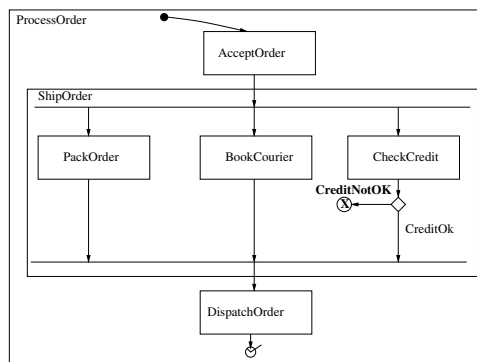 ProcessOrder
AcceptOrder
ShipOrder
PackOrder
BookCourier
CheckCredit
CreditNotOK
X
CreditOk
DispatchOrder